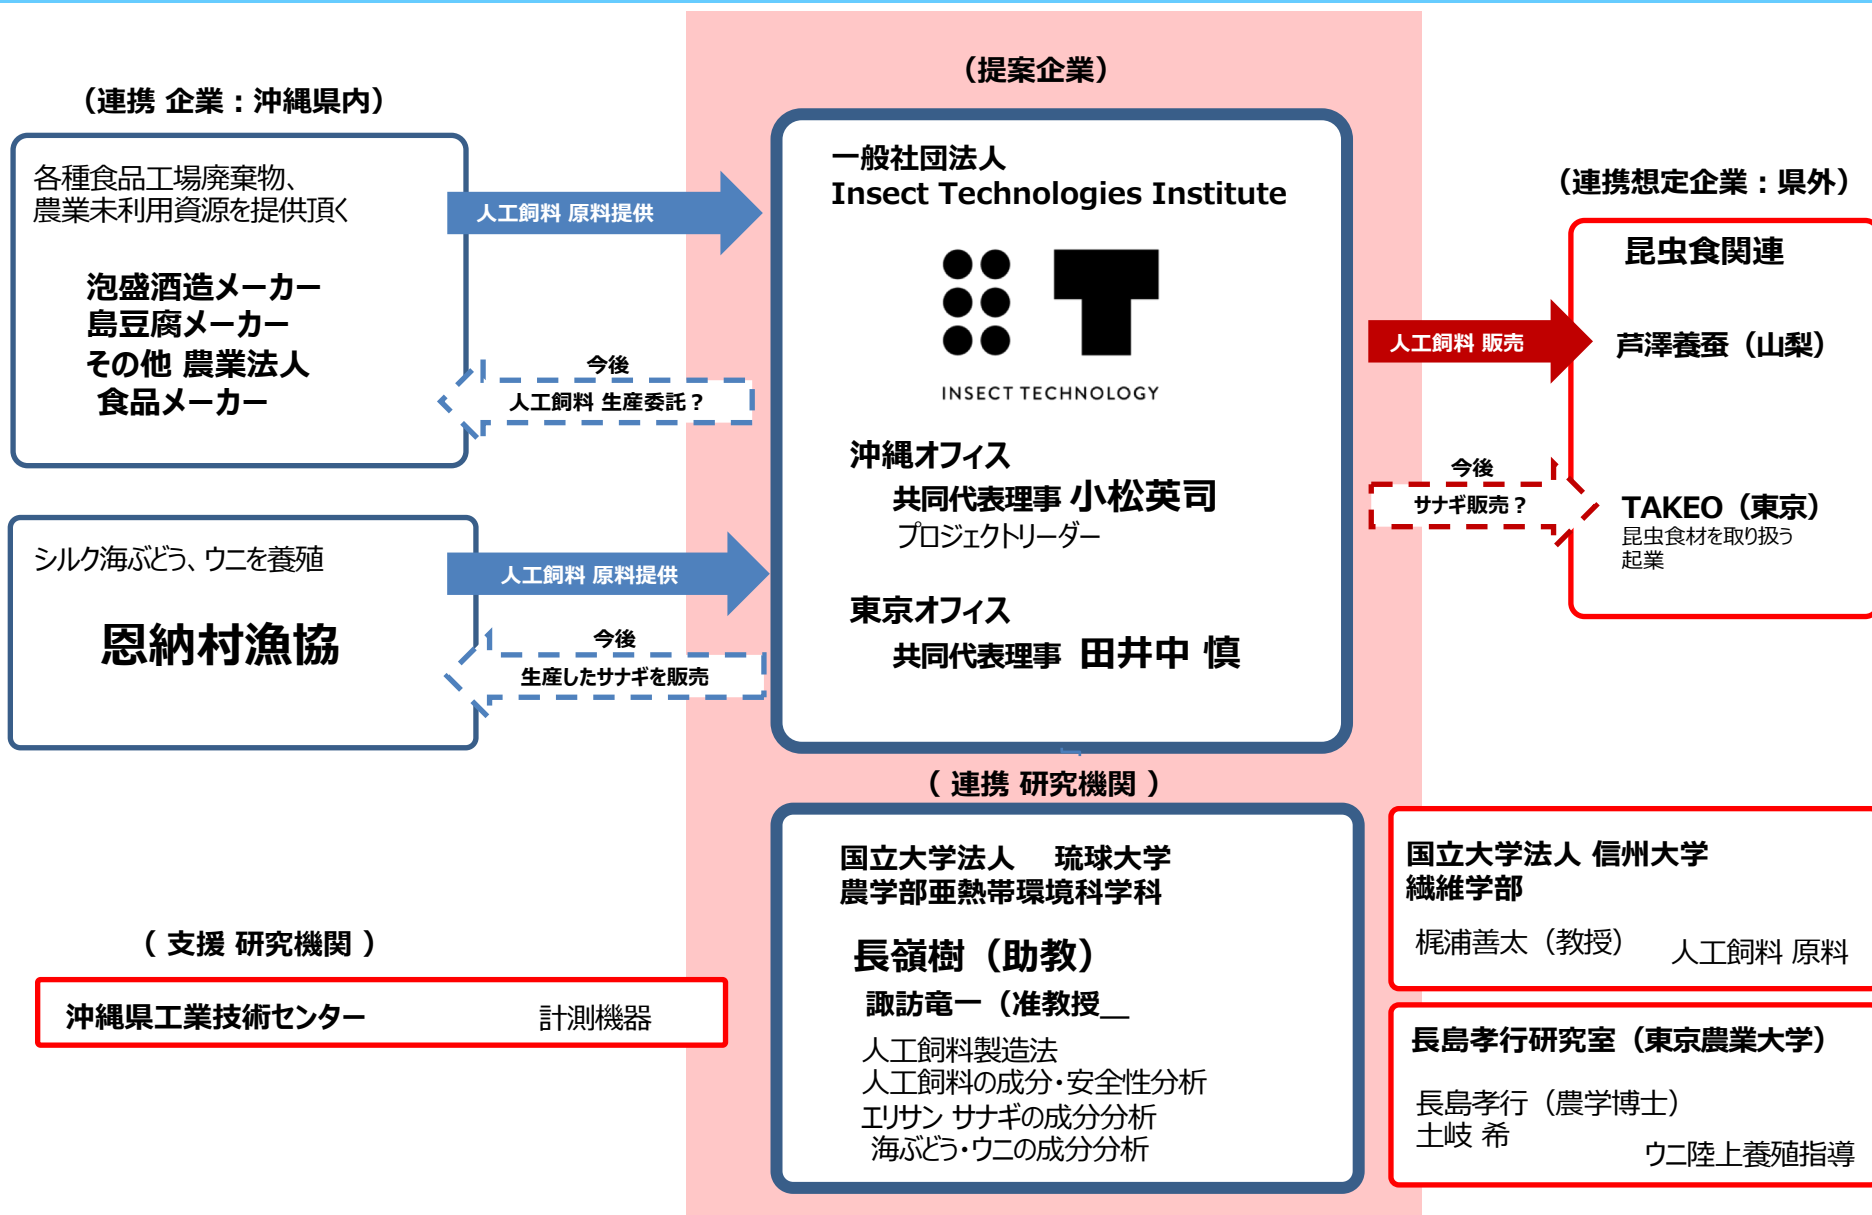 （提案企業）
（連携 企業：沖縄県内）
各種食品工場廃棄物、
農業未利用資源を提供頂く
泡盛酒造メーカー
島豆腐メーカー
その他 農業法人
食品メーカー
人工飼料 原料提供
今後
人工飼料 生産委託？
シルク海ぶどう、ウニを養殖
恩納村漁協
人工飼料 原料提供
今後
生産したサナギを販売
一般社団法人
Insect Technologies Institute
INSECT TECHNOLOGY
沖縄オフィス
共同代表理事 小松英司
プロジェクトリーダー
東京オフィス
共同代表理事 田井中 慎
（連携想定企業：県外）
人工飼料 販売
今後
サナギ販売？
昆虫食関連
芦澤養蚕（山梨）
TAKEO（東京）
昆虫食材を取り扱う
起業
（ 連携 研究機関 ）
国立大学法人 琉球大学
農学部亜熱帯環境科学科
長嶺樹（助教）
諏訪竜一（准教授__
人工飼料製造法
人工飼料の成分・安全性分析
エリサン サナギの成分分析
海ぶどう・ウニの成分分析
（ 支援 研究機関 ）
沖縄県工業技術センター 計測機器
国立大学法人 信州大学
繊維学部
梶浦善太（教授） 人工飼料 原料
長島孝行研究室（東京農業大学）
長島孝行（農学博士）
土岐 希
ウニ陸上養殖指導